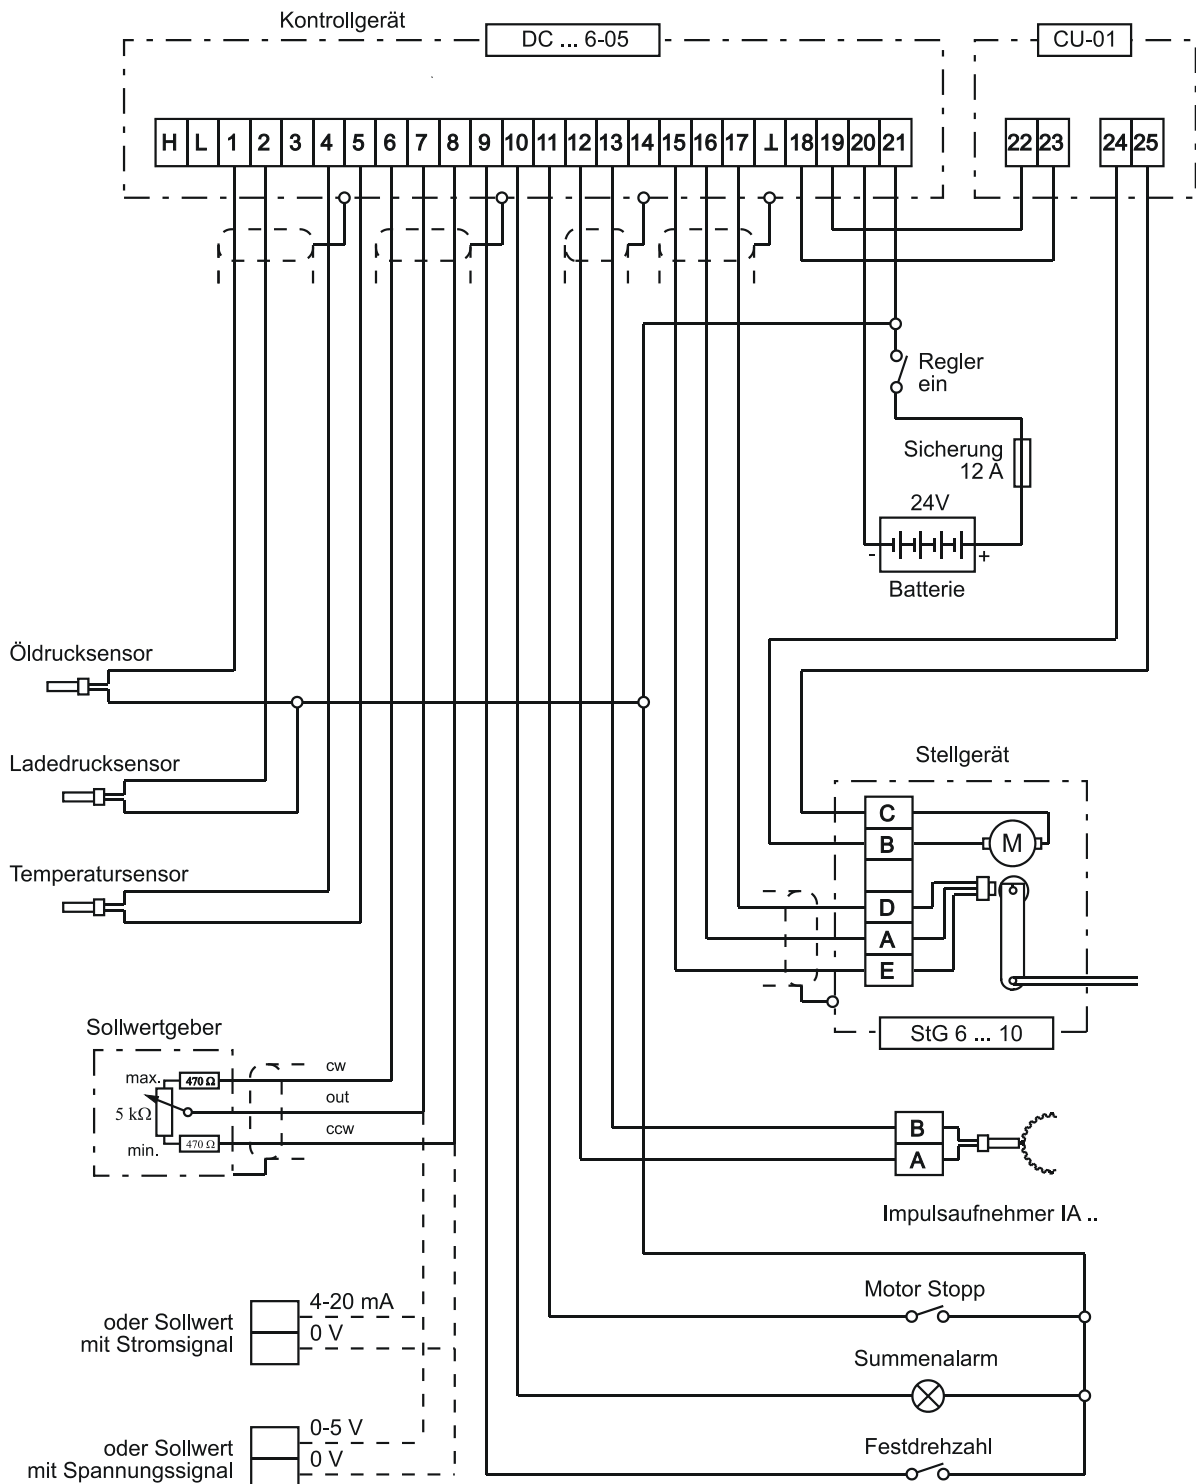 Kontrollgerät
DC ... 6-05
CU-01
H L 1 2 3 4 5 6 7 8 9 10 11 12 13 14 15 16 17 ⊥ 18 19 20 21
22 23
24 25
Regler
ein
Sicherung
12 A
24V
- +
Batterie
Öldrucksensor
Ladedrucksensor
Temperatursensor
Stellgerät
C
B
M
D
A
E
StG 6 ... 10
Sollwertgeber
max.
470 Ω
cw
5 kΩ
out
min.
470 Ω
ccw
B
A
Impulsaufnehmer IA ..
oder Sollwert
mit Stromsignal
4-20 mA
0 V
Motor Stopp
Summenalarm
oder Sollwert
mit Spannungssignal
0-5 V
0 V
Festdrehzahl